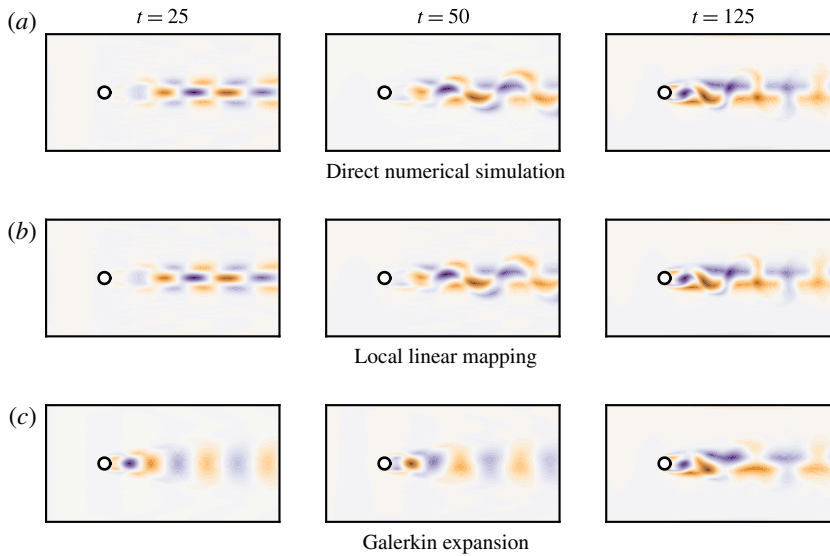 (a) t = 25 t = 50 t = 125
Direct numerical simulation
(b)
Local linear mapping
(c)
Galerkin expansion